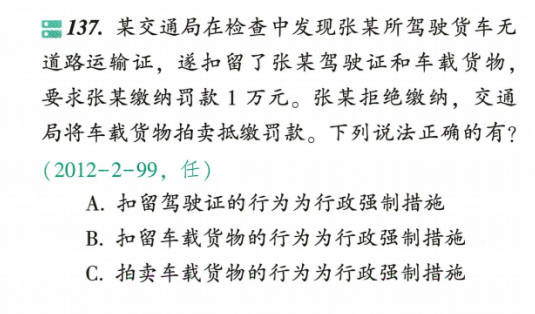 137. 某交通局在检查中发现张某所驾驶货车无
道路运输证，遂扣留了张某驾驶证和车载货物，
要求张某缴纳罚款1万元。张某拒绝缴纳，交通
局将车载货物拍卖抵缴罚款。下列说法正确的有？
(2012-2-99，任)
A. 扣留驾驶证的行为为行政强制措施
B. 扣留车载货物的行为为行政强制措施
C. 拍卖车载货物的行为为行政强制措施